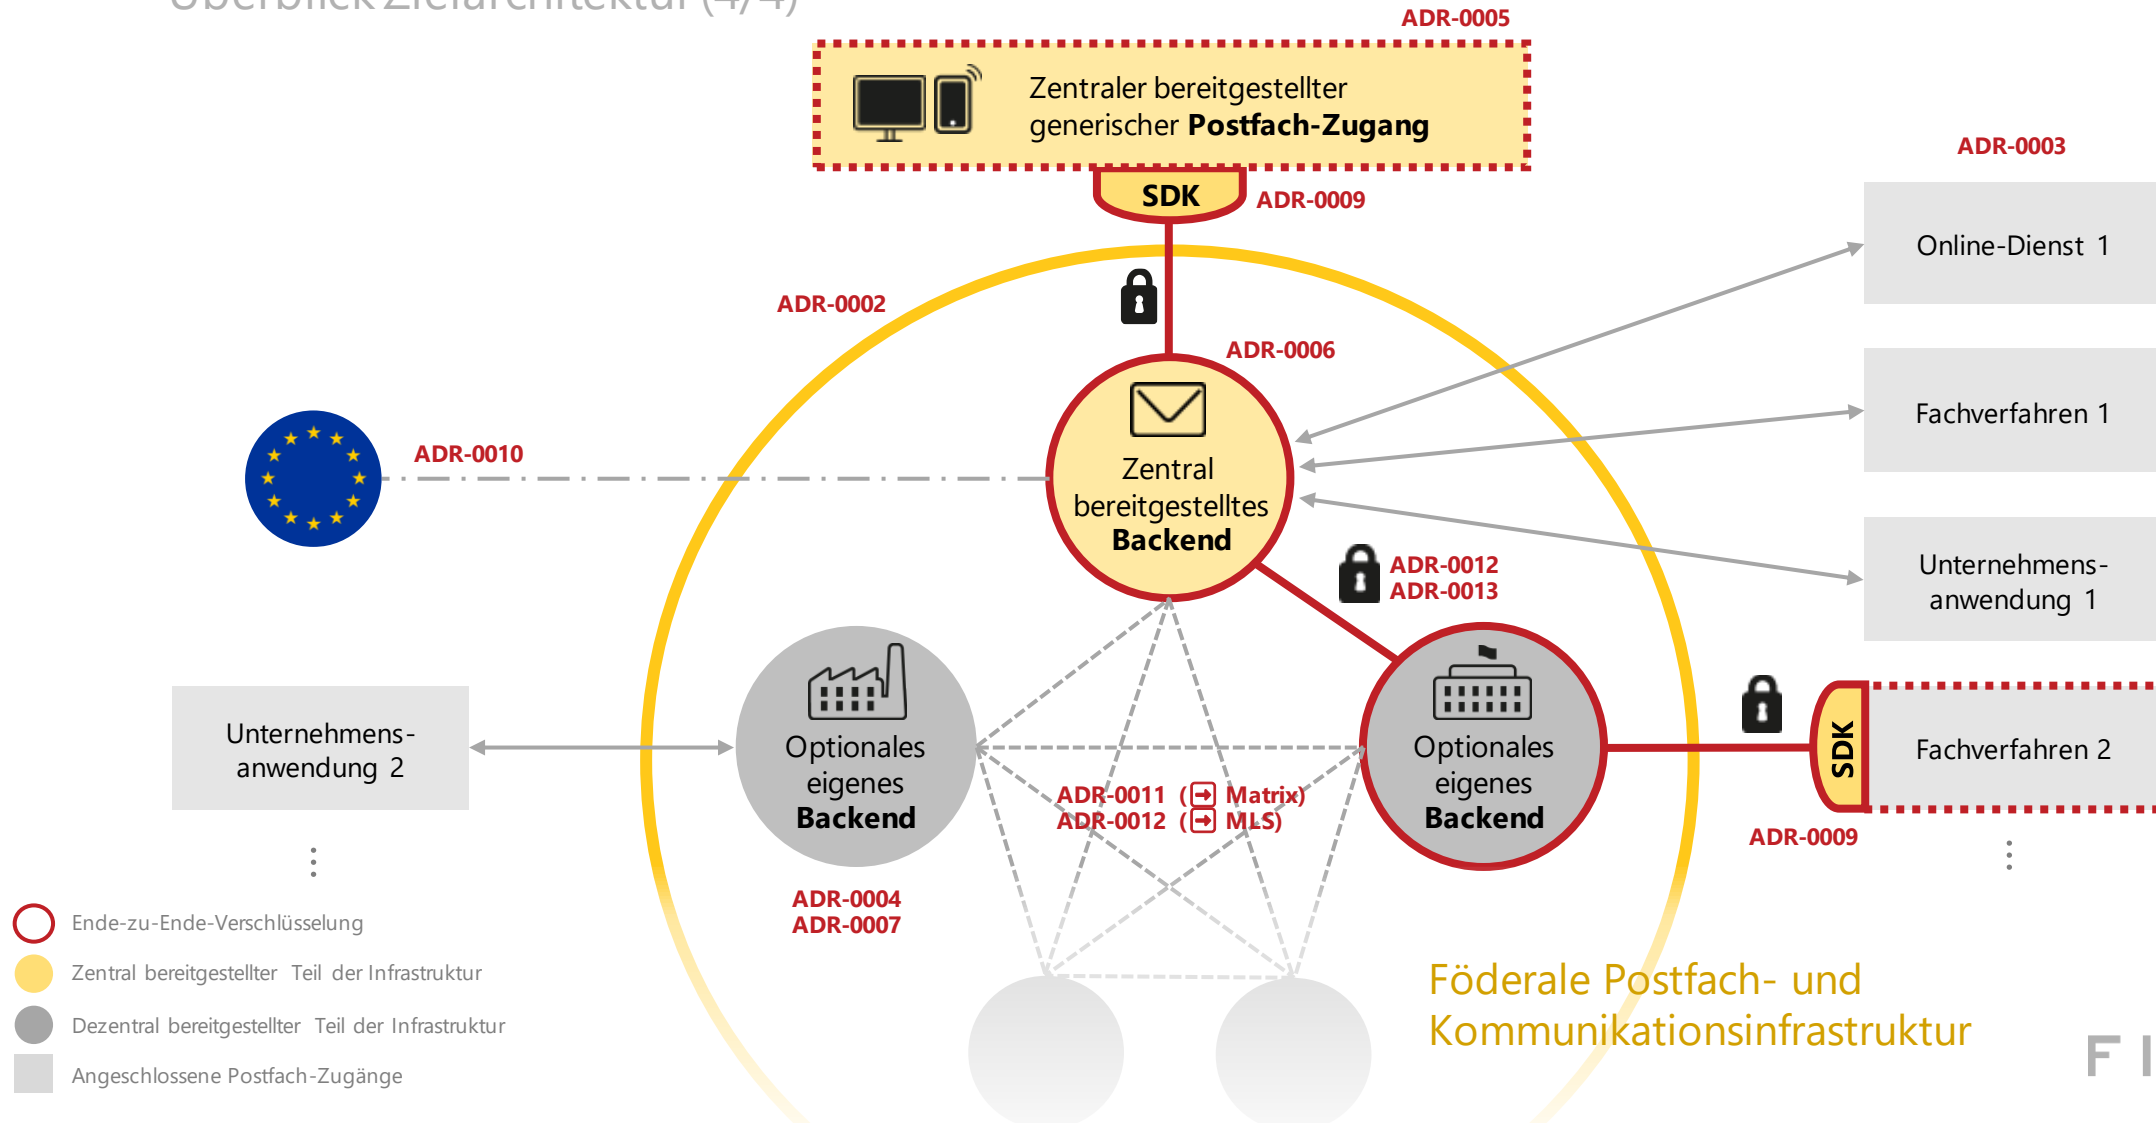 Überblick Zielarchitektur (4/4)
ADR-0005
Zentraler bereitgestellter
generischer Postfach-Zugang
SDK
ADR-0009
ADR-0003
Online-Dienst 1
ADR-0002
ADR-0006
Fachverfahren 1
ADR-0010
Zentral
bereitgestelltes
Backend
Unternehmens-
anwendung 1
ADR-0012
ADR-0013
Unternehmens-
anwendung 2
Optionales
eigenes
Backend
Optionales
eigenes
Backend
SDK
Fachverfahren 2
ADR-0009
ADR-0011 (Matrix)
ADR-0012 (MLS)
ADR-0004
ADR-0007
Ende-zu-Ende-Verschlüsselung
Zentral bereitgestellter Teil der Infrastruktur
Dezentral bereitgestellter Teil der Infrastruktur
Angeschlossene Postfach-Zugänge
Föderale Postfach- und
Kommunikationsinfrastruktur
F I